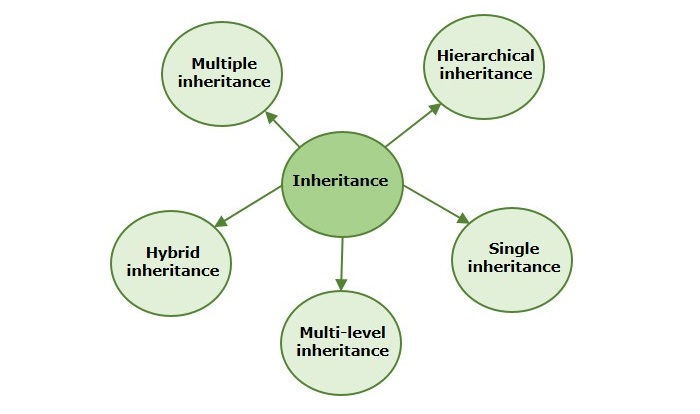 Multiple
inheritance
Hierarchical
inheritance
Inheritance
Hybrid
inheritance
Single
inheritance
Multi-level
inheritance